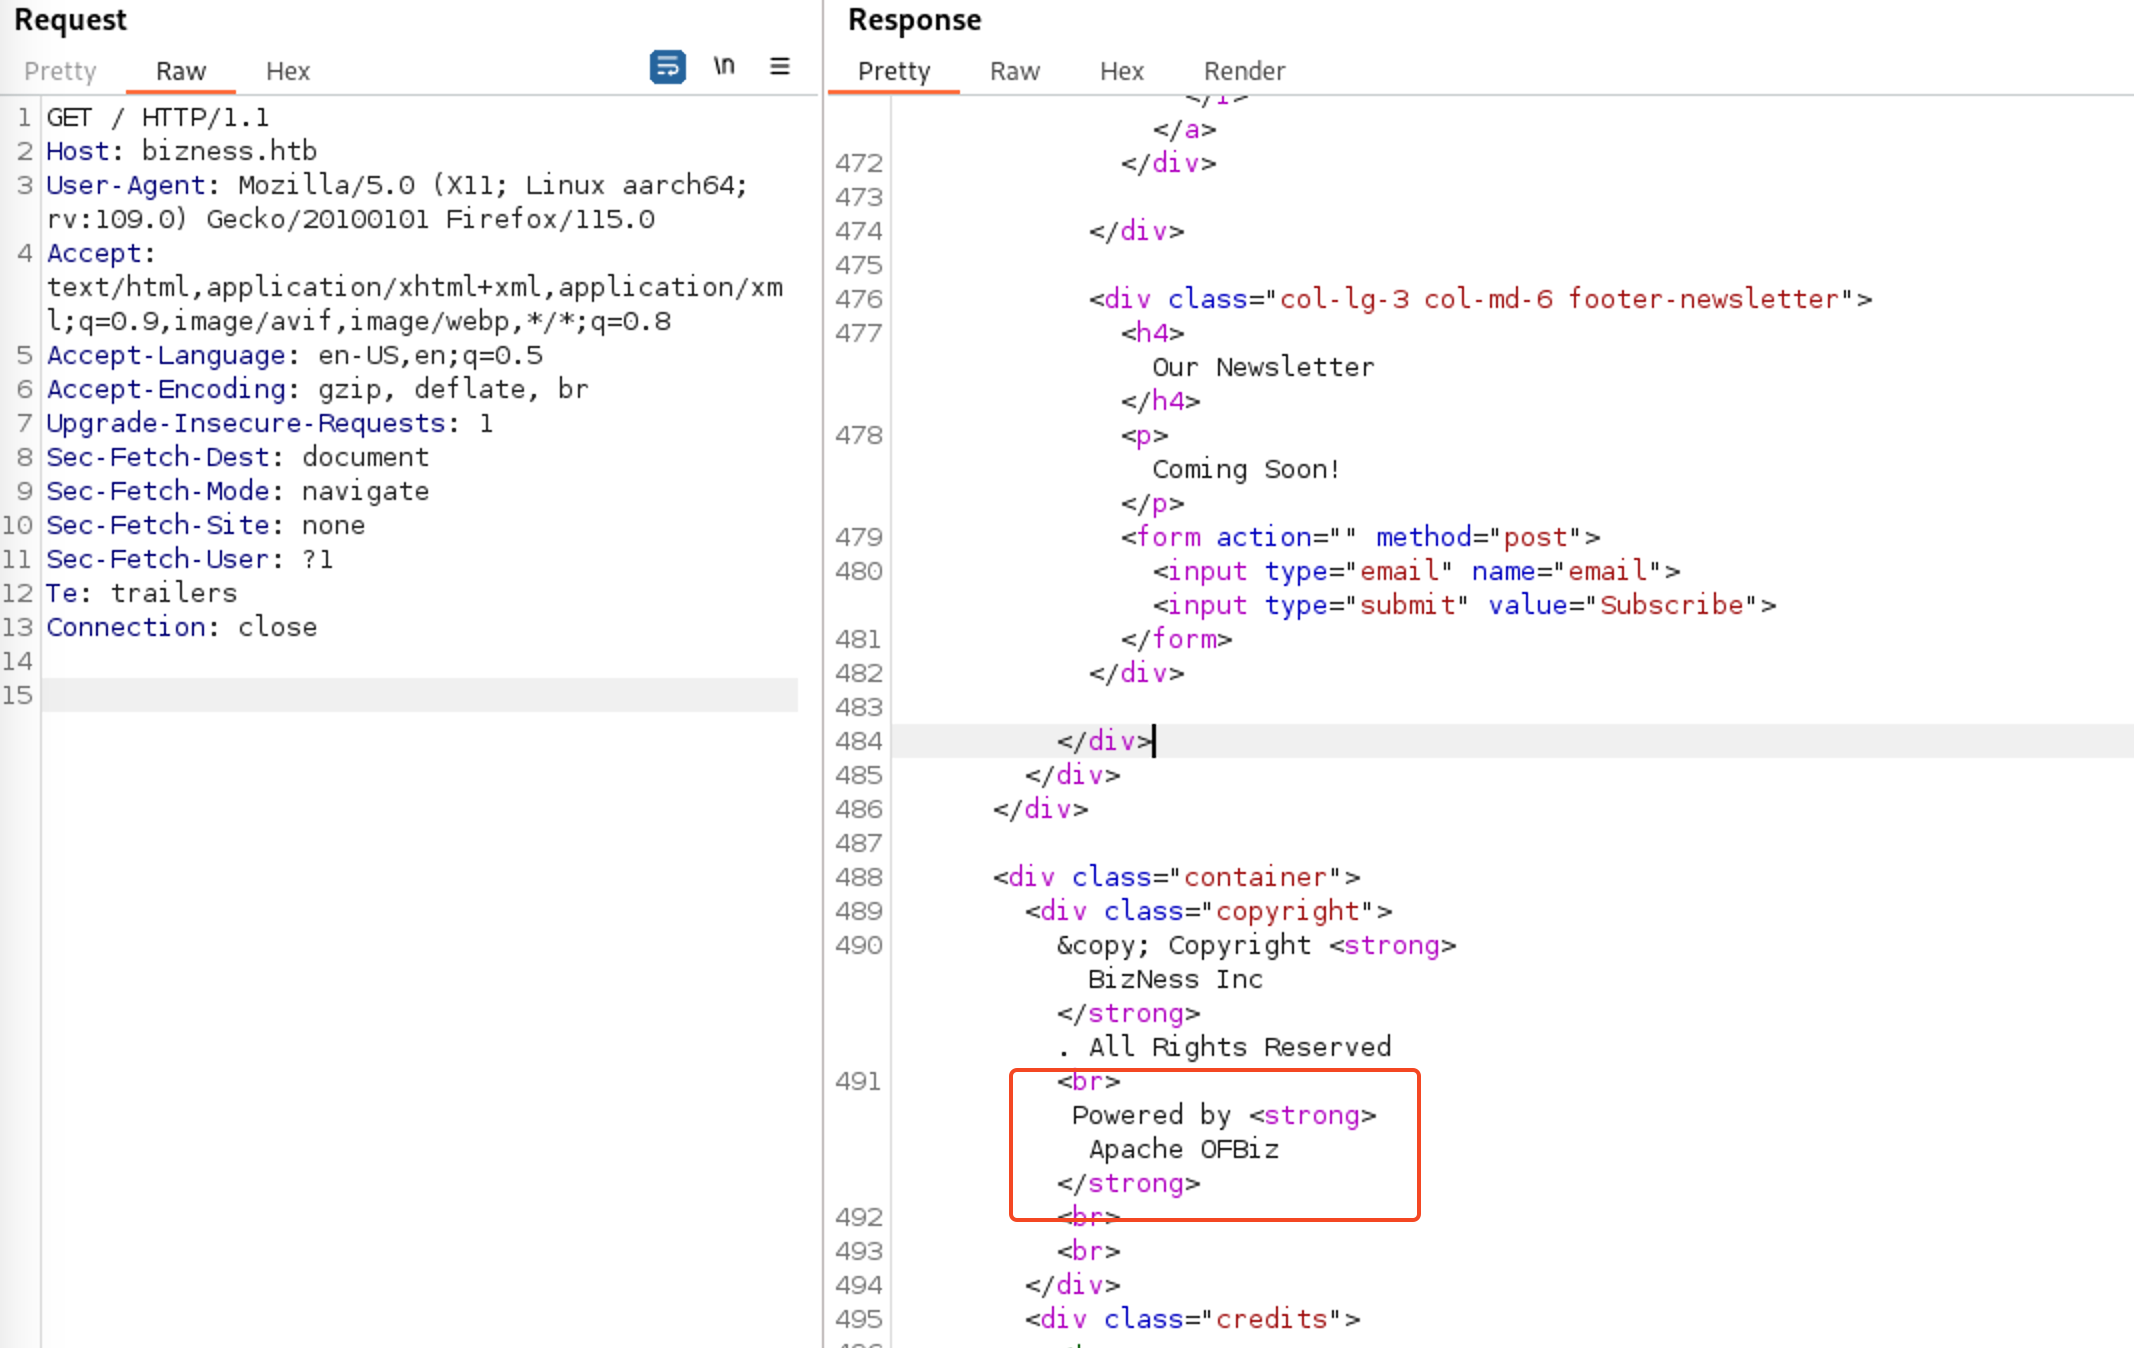 Request
Pretty Raw Hex \n
1 GET / HTTP/1.1
2 Host: bizness.htb
3 User-Agent: Mozilla/5.0 (X11; Linux aarch64;
rv:109.0) Gecko/20100101 Firefox/115.0
4 Accept:
text/html,application/xhtml+xml,application/xm
l;q=0.9,image/avif,image/webp,*/*;q=0.8
5 Accept-Language: en-US,en;q=0.5
6 Accept-Encoding: gzip, deflate, br
7 Upgrade-Insecure-Requests: 1
8 Sec-Fetch-Dest: document
9 Sec-Fetch-Mode: navigate
10 Sec-Fetch-Site: none
11 Sec-Fetch-User: ?1
12 Te: trailers
13 Connection: close
14
15
Response
Pretty Raw Hex Render
</i>
</a>
472 </div>
473
474 </div>
475
476 <div class="col-lg-3 col-md-6 footer-newsletter">
477 <h4>
Our Newsletter
</h4>
478 <p>
Coming Soon!
</p>
479 <form action="" method="post">
480 <input type="email" name="email">
<input type="submit" value="Subscribe">
481 </form>
482 </div>
483
484 </div>
485 </div>
486 </div>
487
488 <div class="container">
489 <div class="copyright">
490 &copy; Copyright <strong>
BizNess Inc
</strong>
. All Rights Reserved
491 <br>
Powered by <strong>
Apache OFBiz
</strong>
492 <br>
493 <br>
494 </div>
495 <div class="credits">